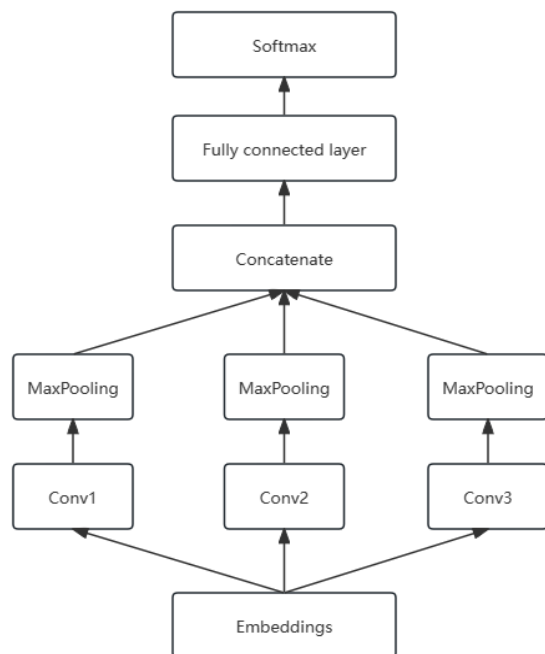 Softmax
Fully connected layer
Concatenate
MaxPooling
MaxPooling
MaxPooling
Conv1
Conv2
Conv3
Embeddings